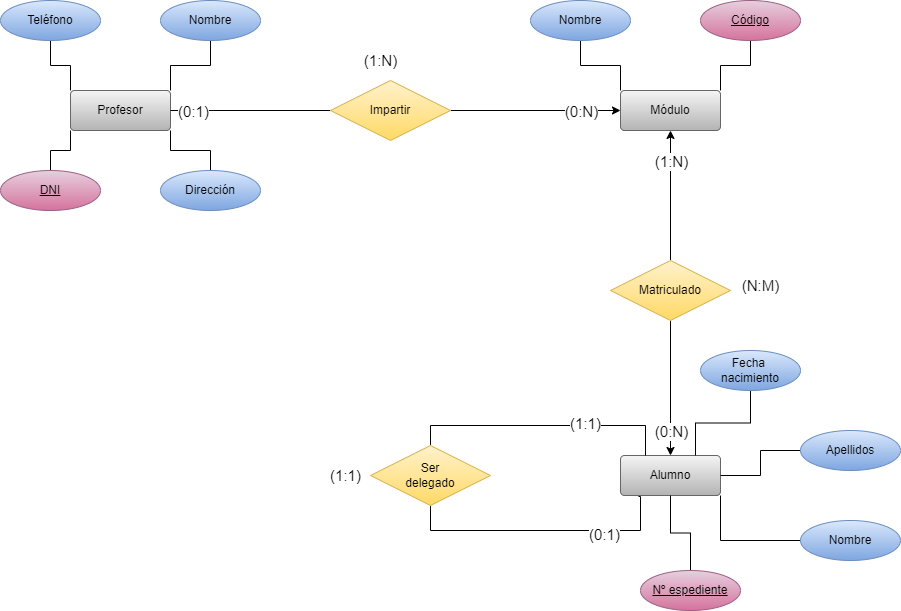 Teléfono
Nombre
Nombre
Código
(1:N)
Profesor
(0:1)
Impartir
(0:N)
Módulo
(1:N)
DNI
Dirección
Matriculado
(N:M)
Fecha
nacimiento
(1:1)
(0:N)
Apellidos
(1:1)
Ser
delegado
Alumno
(0:1)
Nombre
Nº espediente